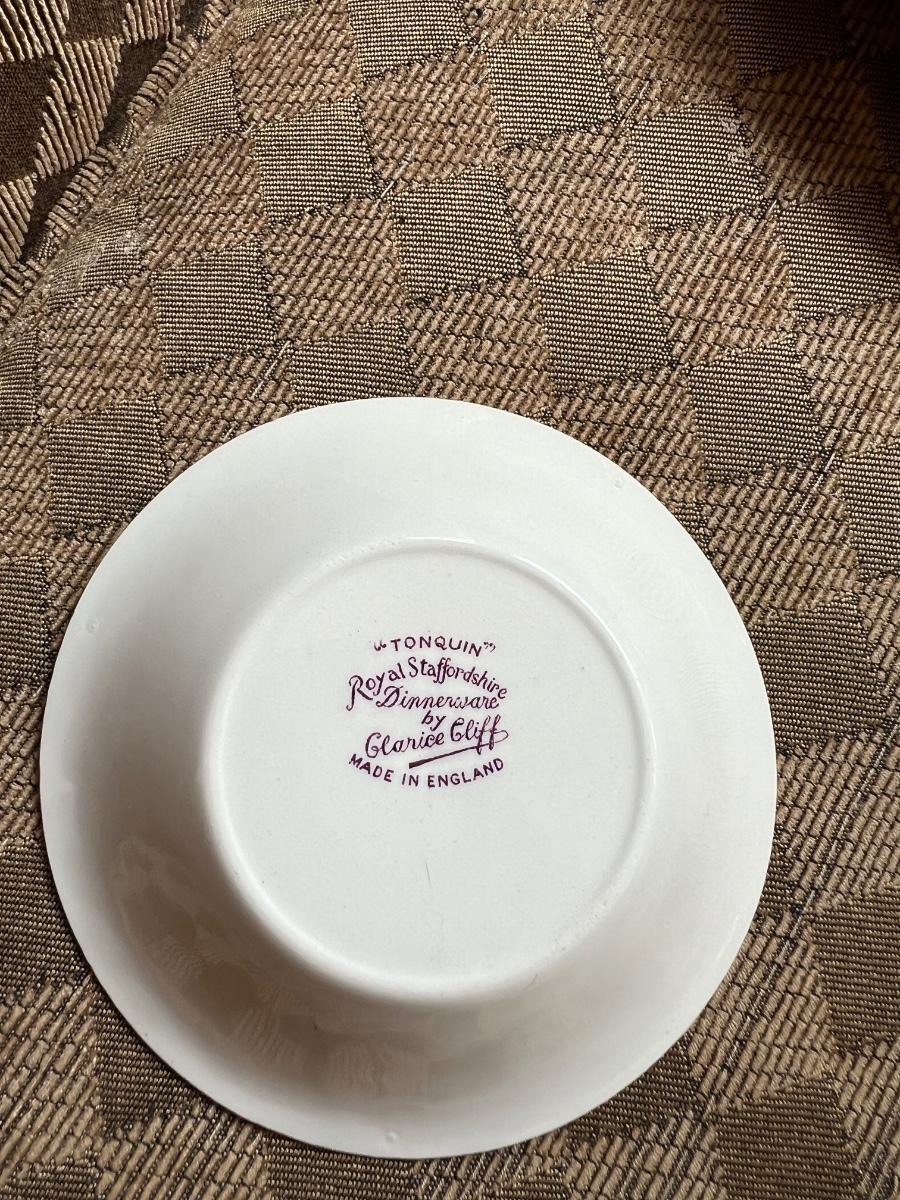 "TONQUIN"
Royal Staffordshire
Dinnerware
by
Clarice Cliff
MADE IN ENGLAND